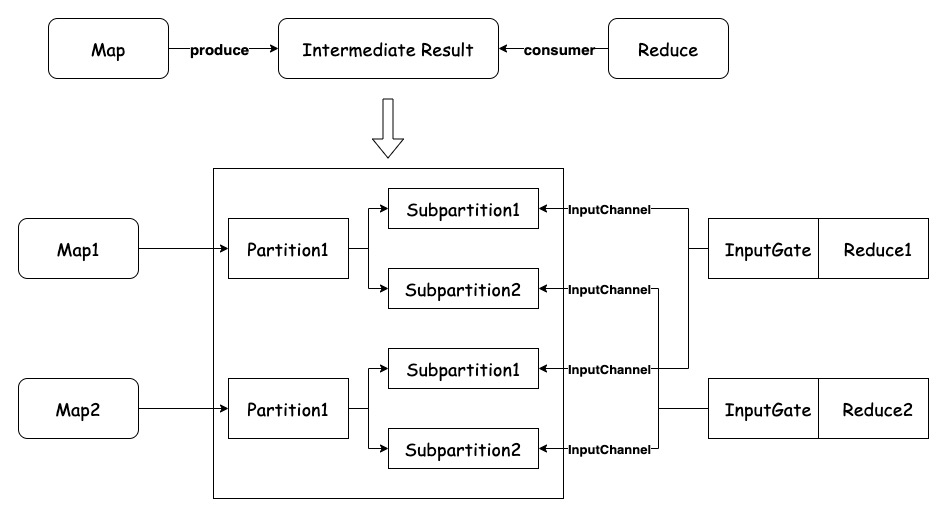 Map
produce
Intermediate Result
consumer
Reduce
Subpartition1
InputChannel
Map1
Partition1
InputGate
Reduce1
Subpartition2
InputChannel
Subpartition1
InputChannel
Map2
Partition1
InputGate
Reduce2
Subpartition2
InputChannel